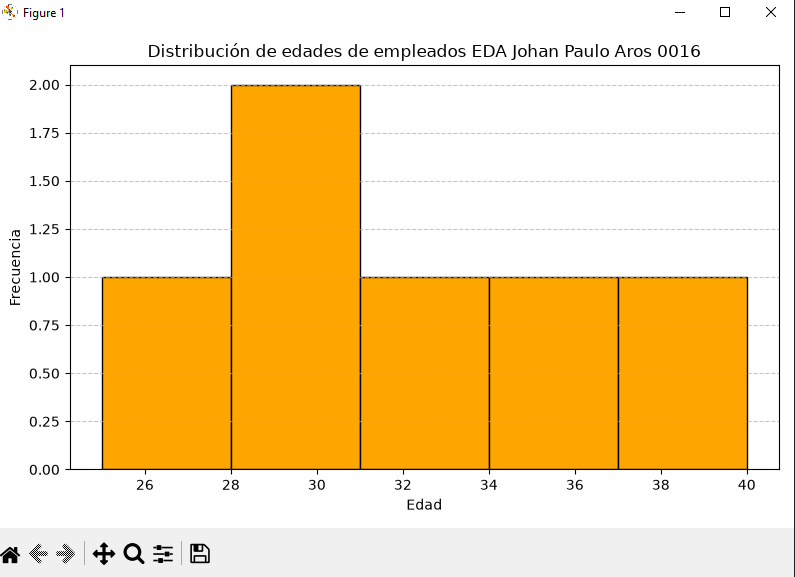 Figure 1
Distribución de edades de empleados EDA Johan Paulo Aros 0016
2.00
1.75
1.50
1.25
1.00
0.75
0.50
0.25
0.00
Frecuencia
26 28 30 32 34 36 38 40
Edad